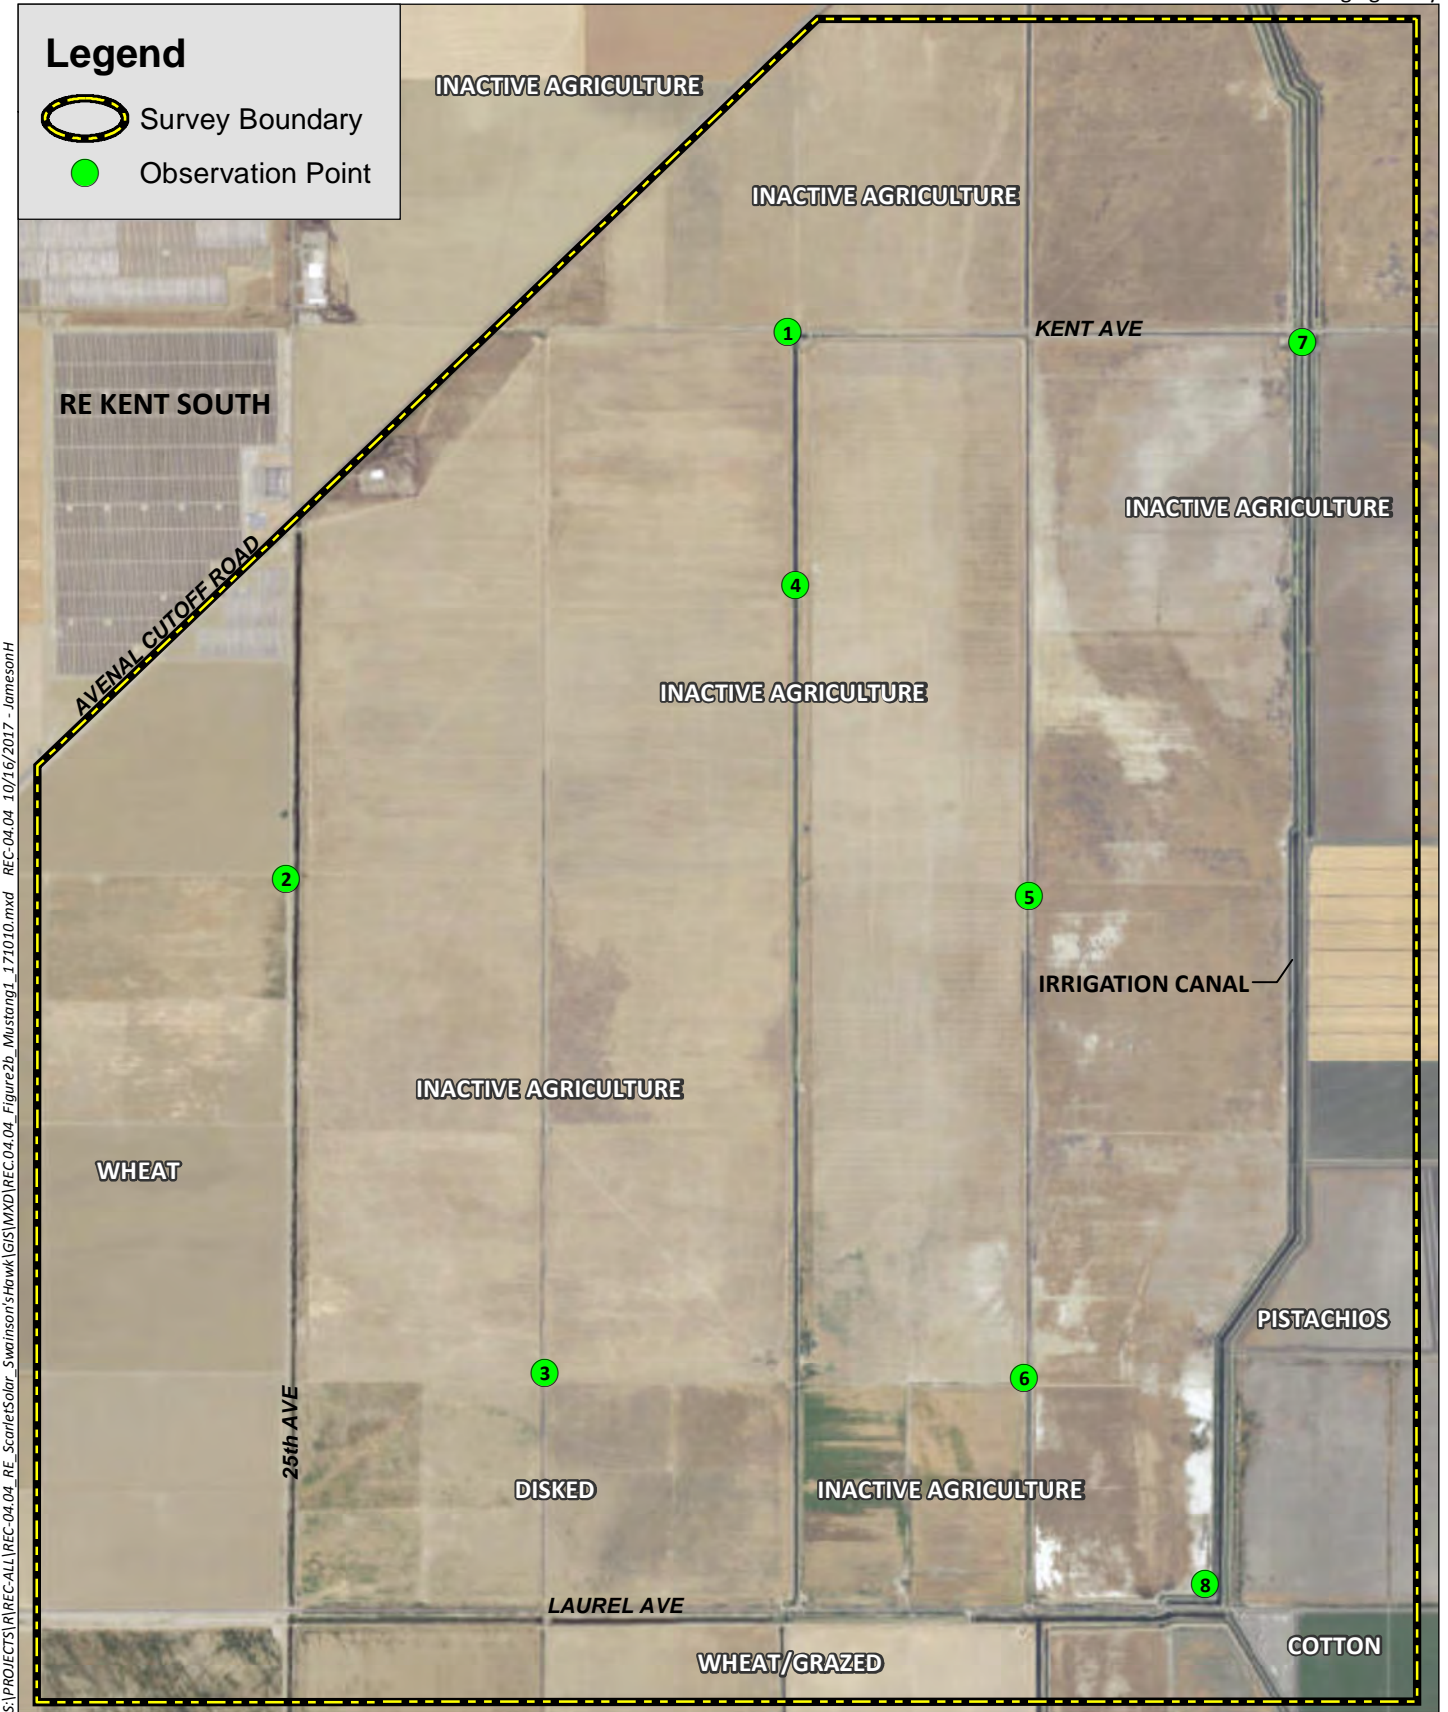 Legend
Survey Boundary
Observation Point
INACTIVE AGRICULTURE
INACTIVE AGRICULTURE
1
KENT AVE
7
RE KENT SOUTH
INACTIVE AGRICULTURE
AVENAL CUTOFF ROAD
4
INACTIVE AGRICULTURE
2
5
IRRIGATION CANAL
INACTIVE AGRICULTURE
WHEAT
PISTACHIOS
3
6
25th AVE
DISKED
INACTIVE AGRICULTURE
8
LAUREL AVE
COTTON
WHEAT/GRAZED
S:\PROJECTS\R\REC-ALL\REC-04.04_RE_ScarletSolar_Swainson'sHawk\GIS\MXD\REC.04.04_Figure2b_Mustang1_171010.mxd REC-04.04 10/16/2017 - JamesonH